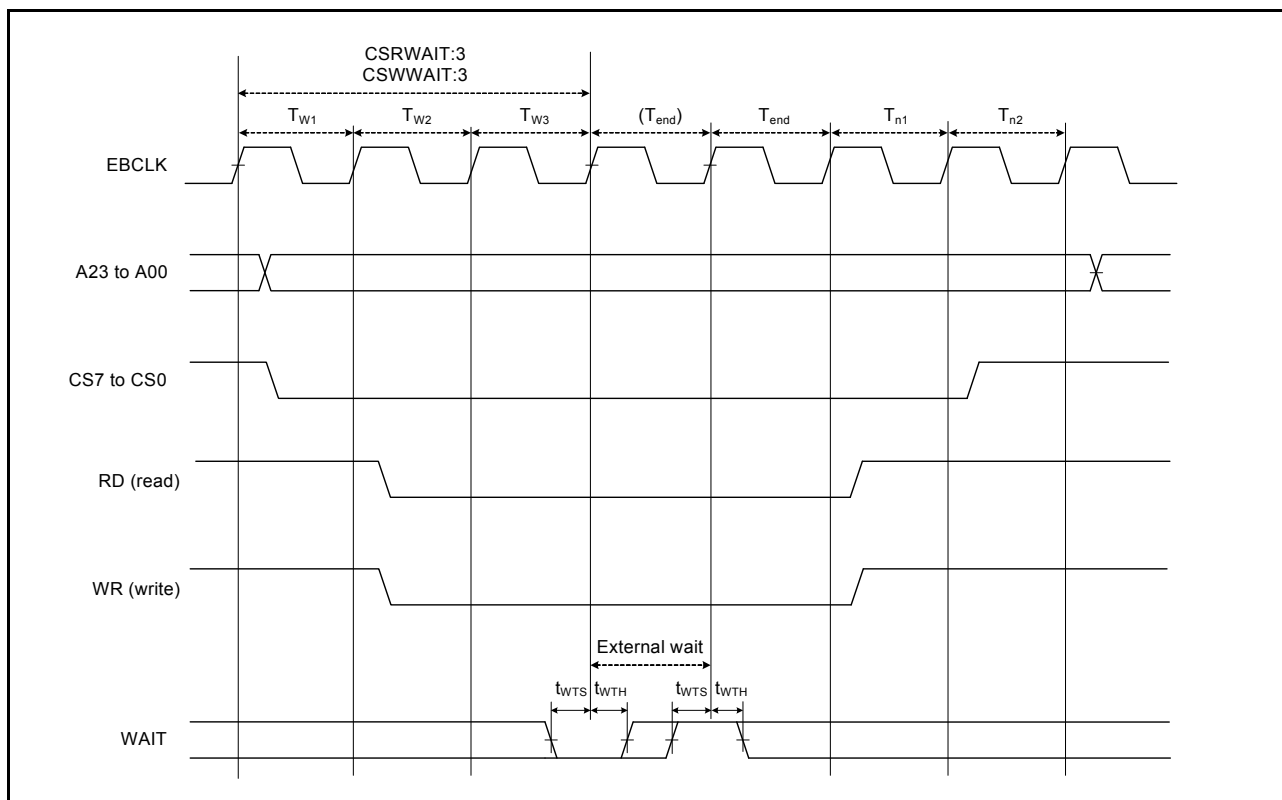 CSRWAIT:3
CSWWAIT:3
TW1 TW2 TW3 (Tend) Tend Tn1 Tn2
EBCLK
A23 to A00
CS7 to CS0
RD (read)
WR (write)
External wait
tWTS tWTH tWTS tWTH
WAIT